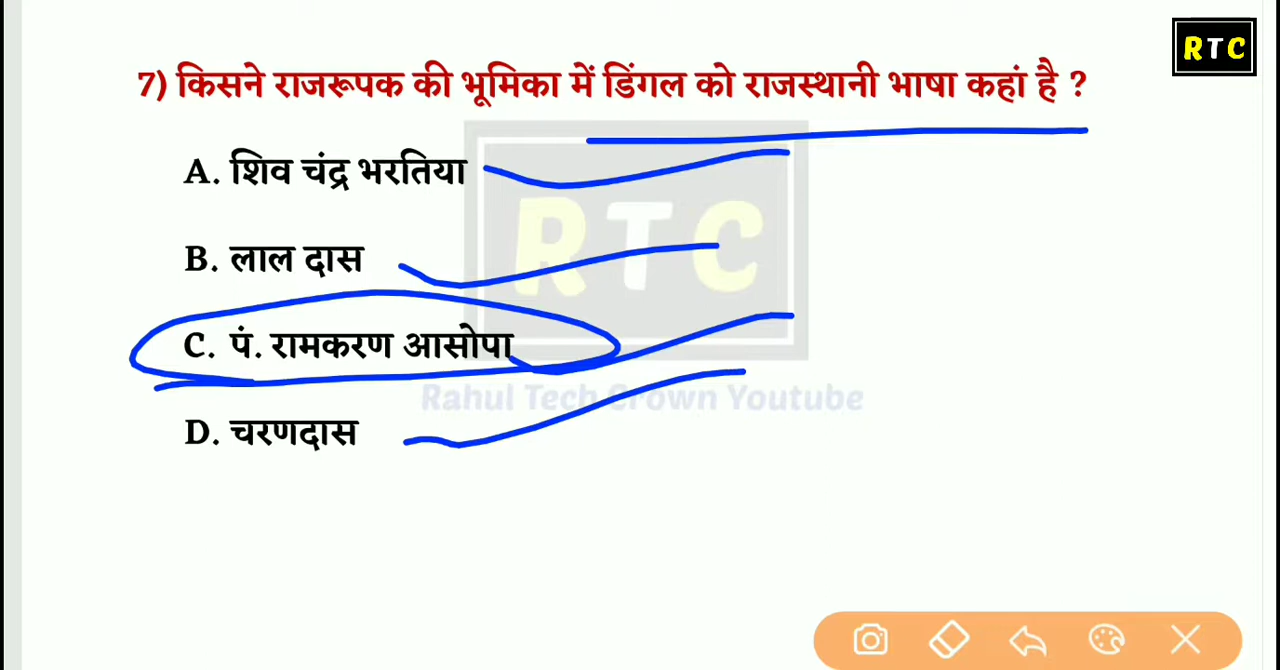 RTC
7) किसने राजरूपक की भूमिका में डिंगल को राजस्थानी भाषा कहां है ?
A. शिव चंद्र भरतिया
B. लाल दास
RTC
C. पं. रामकरण आसोपा
Rahul Tech Crown Youtube
D. चरणदास